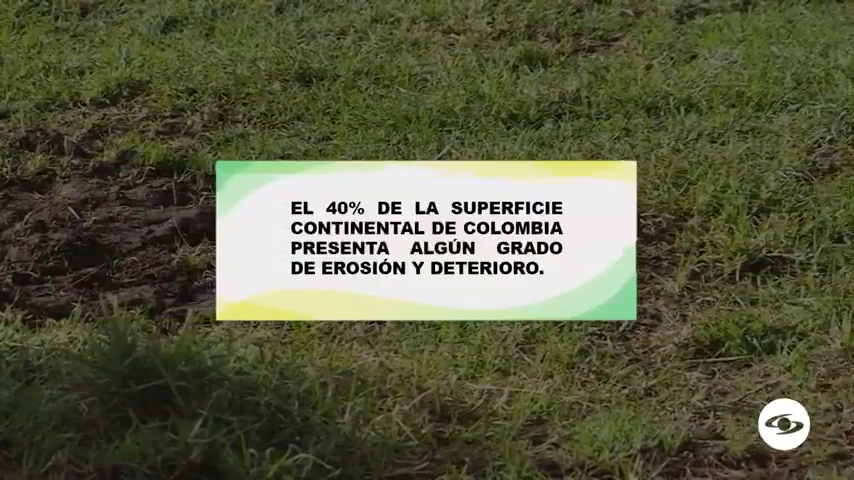 EL 40% DE LA SUPERFICIE
CONTINENTAL DE COLOMBIA
PRESENTA ALGÚN GRADO
DE EROSIÓN Y DETERIORO.